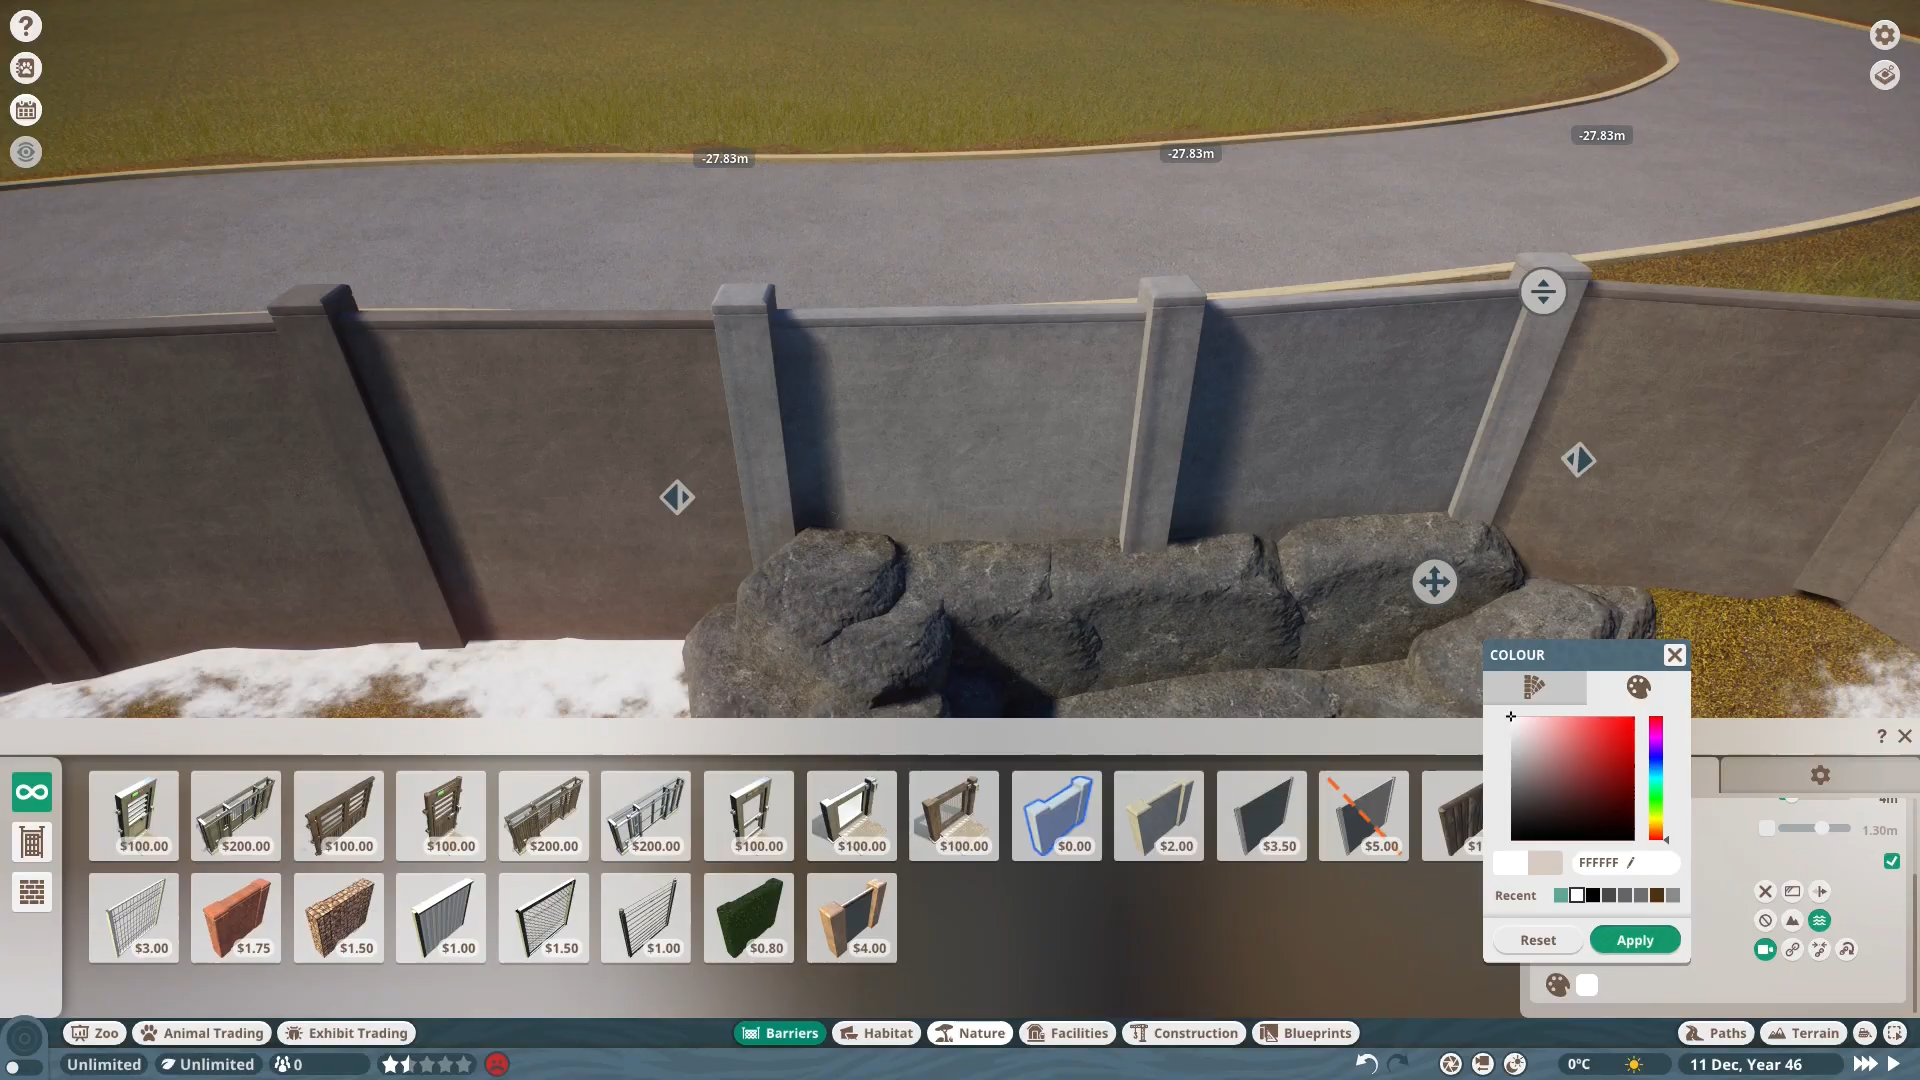 -27.83m
-27.83m
-27.83m
COLOUR
FFFFFF
Recent
Reset
Apply
4m
1.30m
$100.00
$200.00
$100.00
$100.00
$200.00
$200.00
$100.00
$100.00
$100.00
$0.00
$2.00
$3.50
$5.00
$3.00
$1.75
$1.50
$1.00
$1.50
$1.00
$0.80
$4.00
Zoo
Animal Trading
Exhibit Trading
Barriers
Habitat
Nature
Facilities
Construction
Blueprints
Paths
Terrain
Unlimited
Unlimited
0
0°C
11 Dec, Year 46